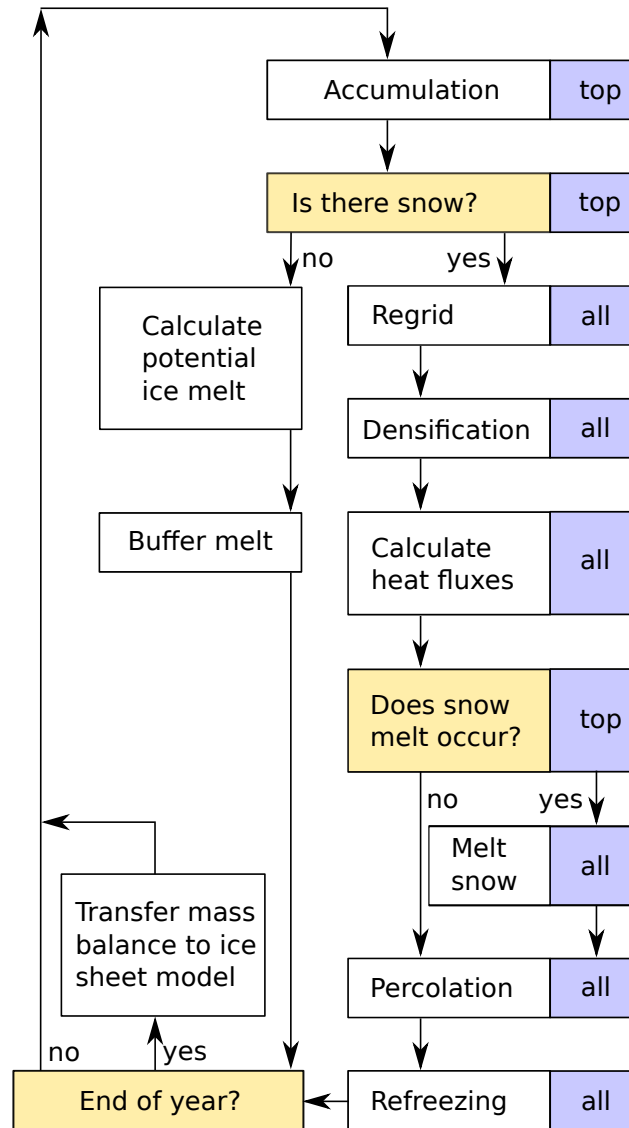 Accumulation top
Is there snow? top
no yes
Calculate
potential
ice melt
Regrid all
Densification all
Buffer melt
Calculate
heat fluxes
all
Does snow
melt occur?
top
no yes
Melt
snow
all
Transfer mass
balance to ice
sheet model
Percolation all
no yes
End of year?
Refreezing all